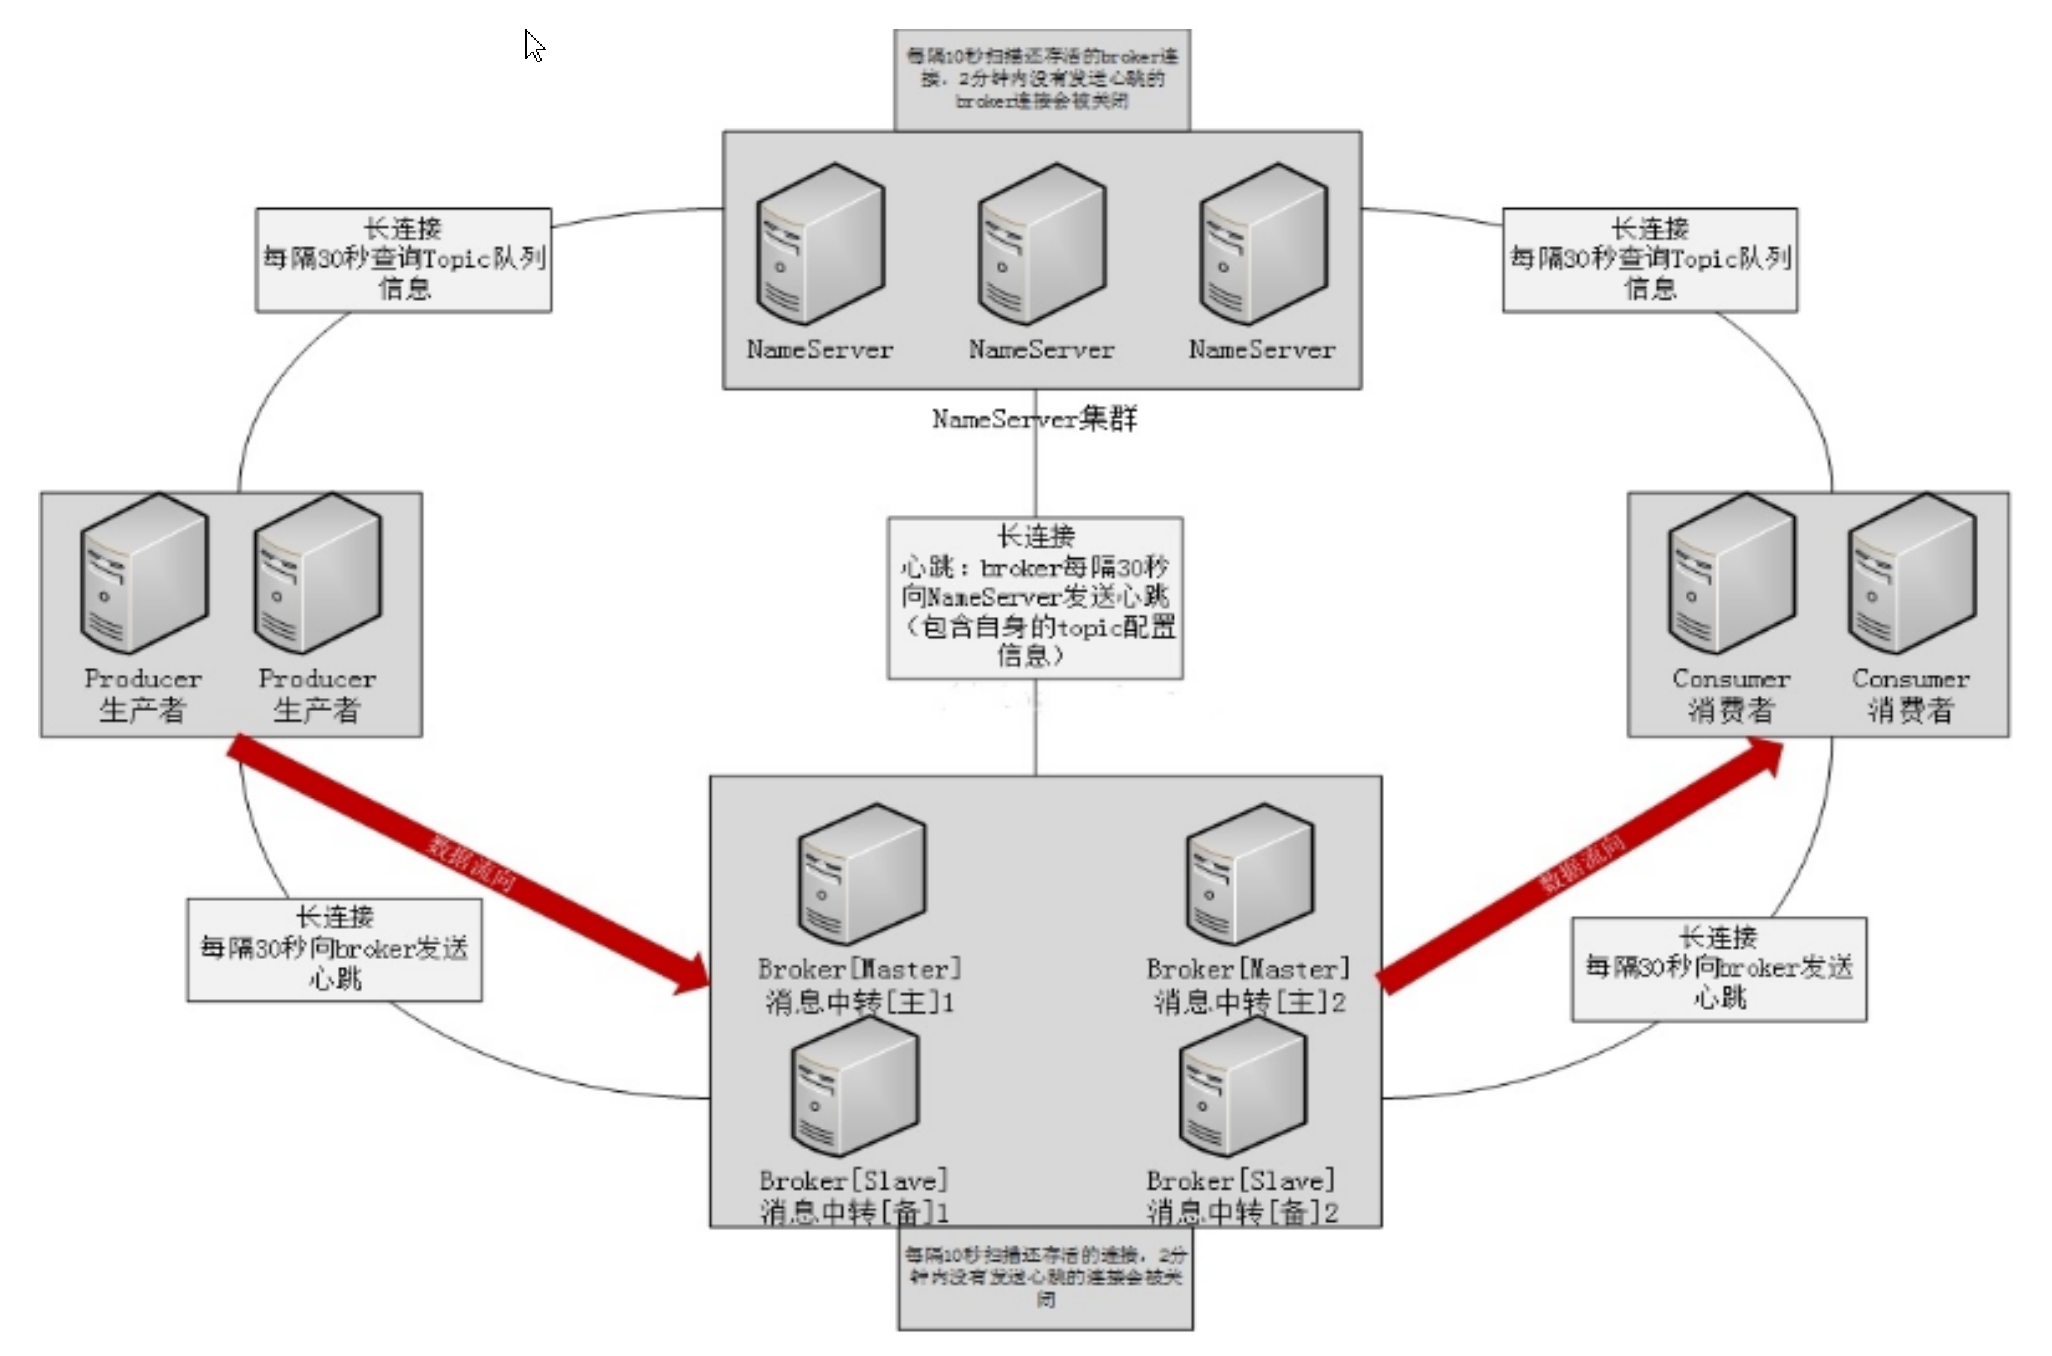 每隔10秒扫描还存活的broker连
接，2分钟内没有发送心跳的
broker连接会被关闭
长连接
每隔30秒查询Topic队列
信息
NameServer
NameServer
NameServer
长连接
每隔30秒查询Topic队列
信息
NameServer集群
Producer
生产者
Producer
生产者
长连接
心跳：broker每隔30秒
向NameServer发送心跳
（包含自身的topic配置
信息）
Consumer
消费者
Consumer
消费者
数据流向
数据流向
长连接
每隔30秒向broker发送
心跳
Broker[Master]
消息中转[主]1
Broker[Master]
消息中转[主]2
长连接
每隔30秒向broker发送
心跳
Broker[Slave]
消息中转[备]1
Broker[Slave]
消息中转[备]2
每隔10秒扫描还存活的连接，2分
钟内没有发送心跳的连接会被关
闭